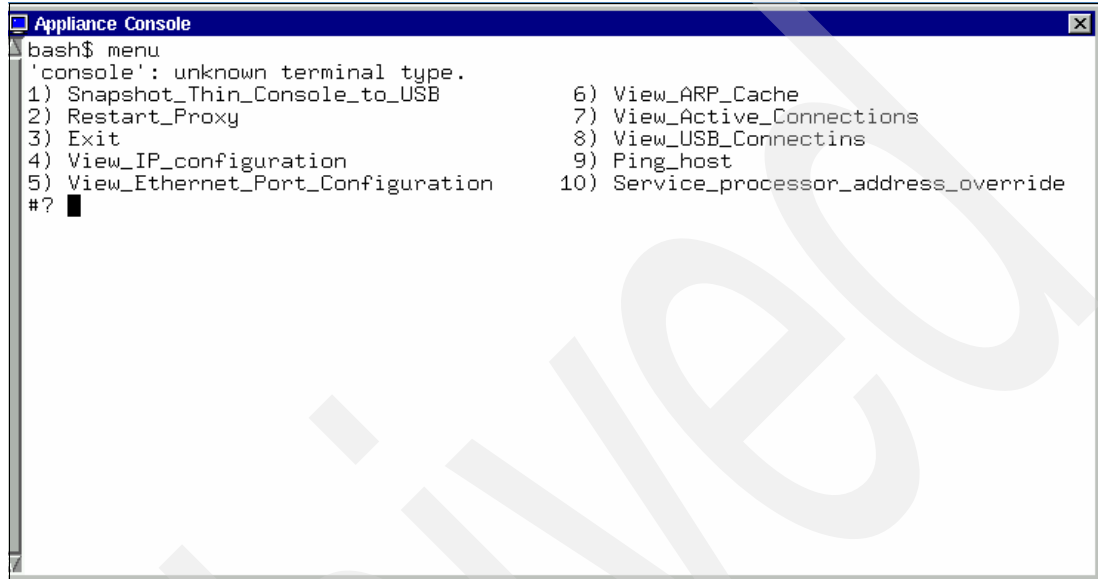 Appliance Console
bash$ menu
'console': unknown terminal type.
1) Snapshot_Thin_Console_to_USB 6) View_ARP_Cache
2) Restart_Proxy 7) View_Active_Connections
3) Exit 8) View_USB_Connectins
4) View_IP_configuration 9) Ping_host
5) View_Ethernet_Port_Configuration 10) Service_processor_address_override
#?